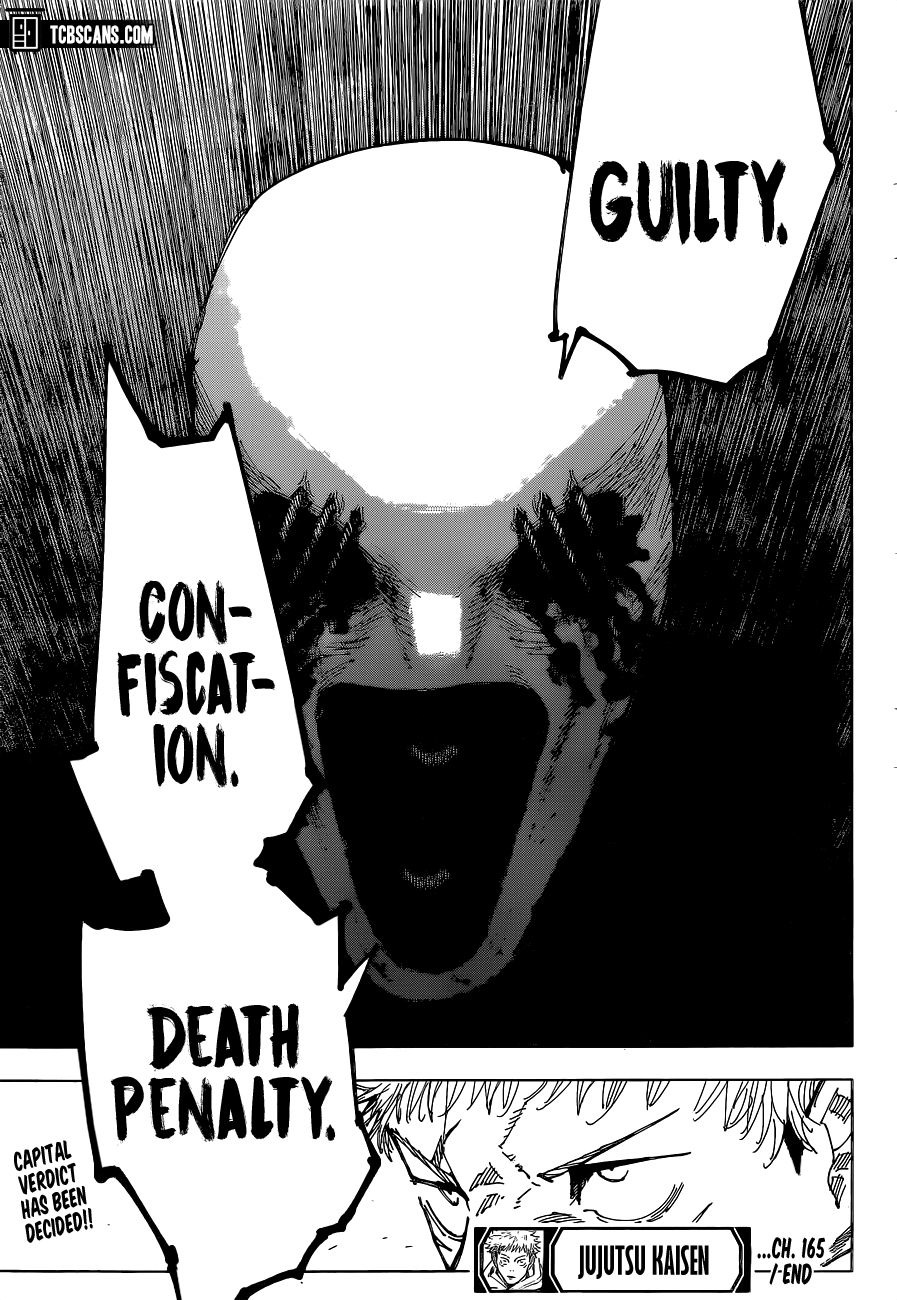 TCBSCANS.COM
GUILTY.
CON-
FISCAT-
ION.
DEATH
PENALTY.
CAPITAL
VERDICT
HAS BEEN
DECIDED!!
JUJUTSU KAISEN
...CH. 165
/ END